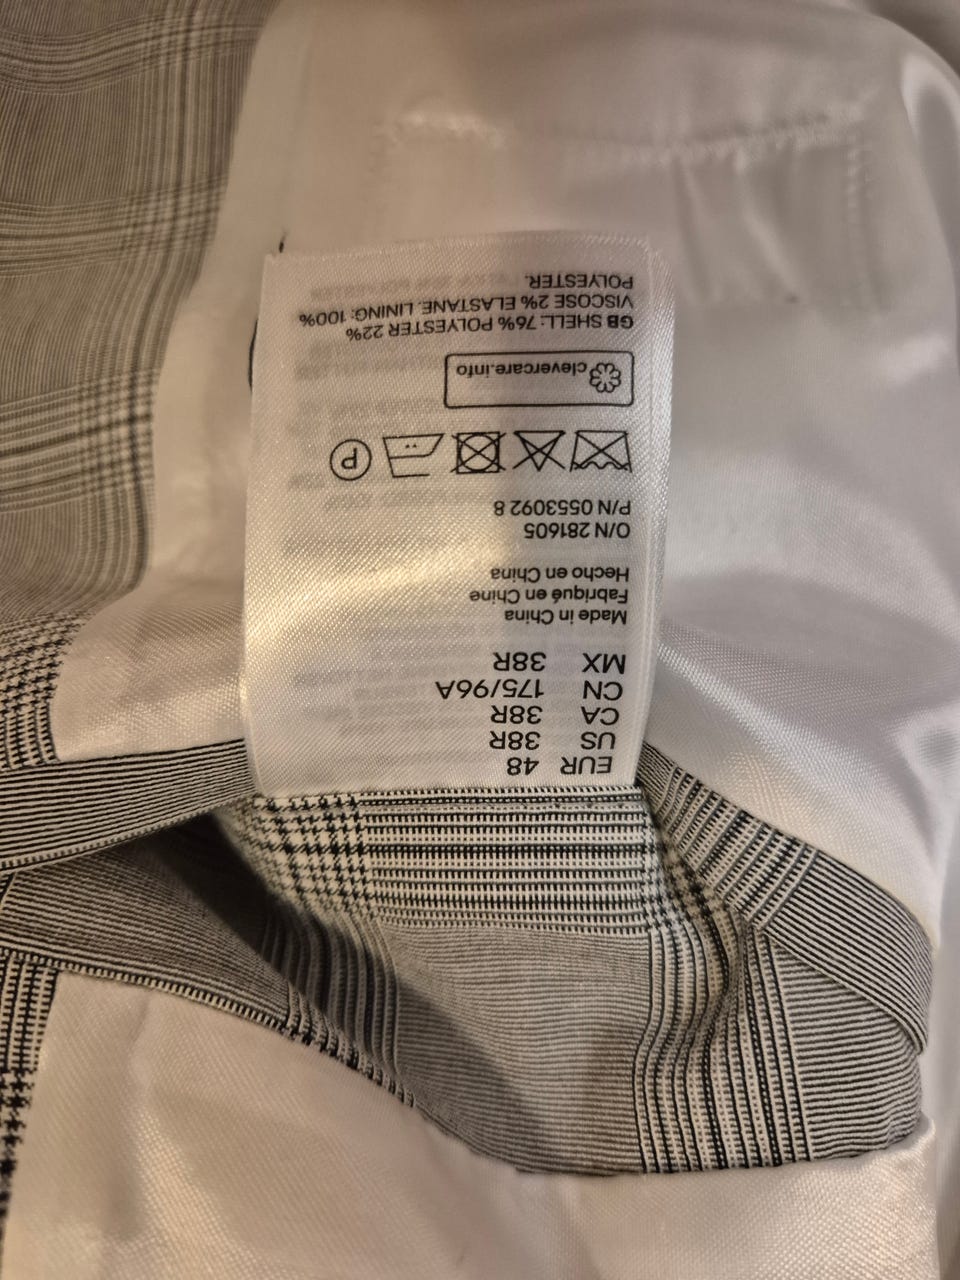 EUR 48
US 38R
CA 38R
CN 175/96A
MX 38R
Made in China
Fabriqué en Chine
Hecho en China
O/N 281605
P/N 0553092 8
P
clevercare.info
GB SHELL: 76% POLYESTER 22%
VISCOSE 2% ELASTANE. LINING: 100%
POLYESTER.